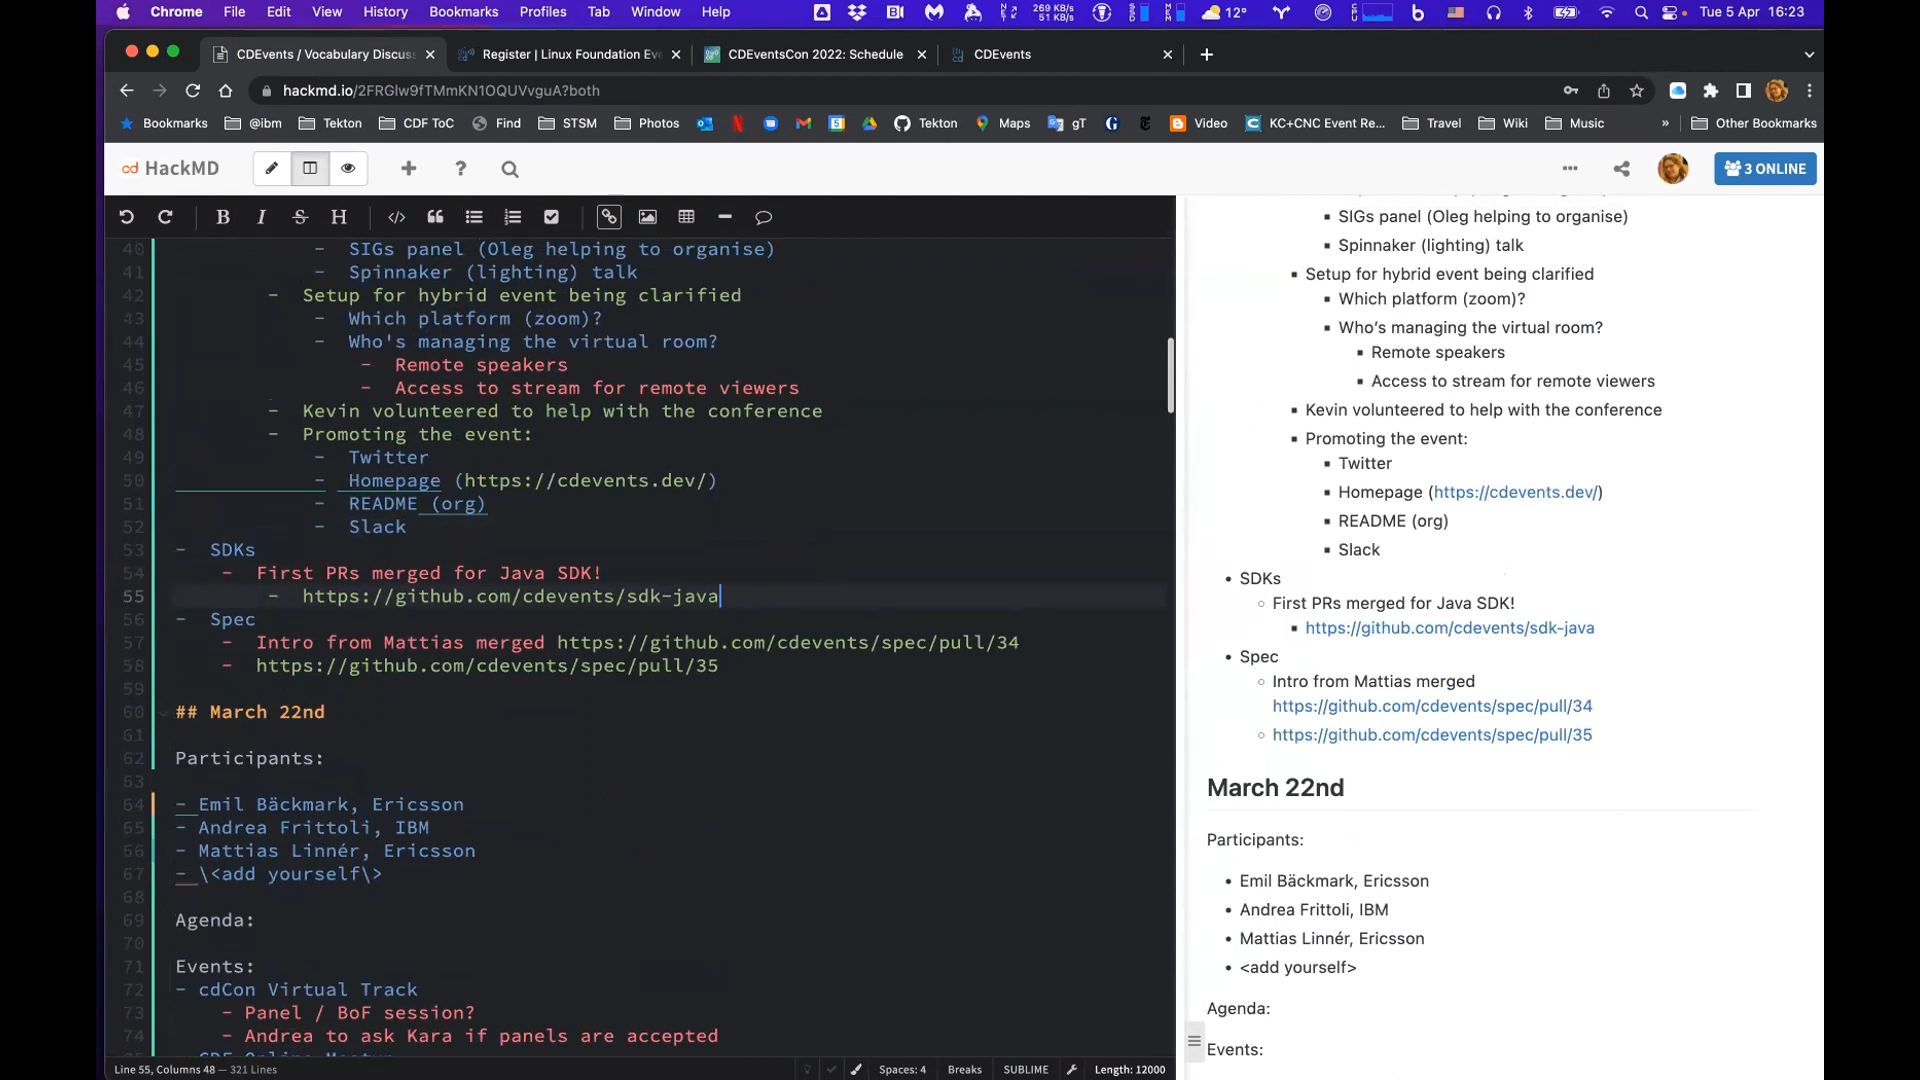 Chrome File Edit View History Bookmarks Profiles Tab Window Help 269 KB/s 51 KB/s 12° Tue 5 Apr 16:23
CDEvents / Vocabulary Discus Register | Linux Foundation Eve CDEventsCon 2022: Schedule CDEvents
hackmd.io/2FRGlw9fTmmKN1OQUVvguA?both
Bookmarks @ibm Tekton CDF ToC Find STSM Photos Tekton Maps gT Video KC+CNC Event Re... Travel Wiki Music » Other Bookmarks
HackMD 3 ONLINE
40 - SIGs panel (Oleg helping to organise)
41 - Spinnaker (lighting) talk
42 - Setup for hybrid event being clarified
43 - Which platform (zoom)?
44 - Who's managing the virtual room?
45 - Remote speakers
46 - Access to stream for remote viewers
47 - Kevin volunteered to help with the conference
48 - Promoting the event:
49 - Twitter
50 - Homepage (https://cdevents.dev/)
51 - README (org)
52 - Slack
53 - SDKs
54 - First PRs merged for Java SDK!
55 - https://github.com/cdevents/sdk-java
56 - Spec
57 - Intro from Mattias merged https://github.com/cdevents/spec/pull/34
58 - https://github.com/cdevents/spec/pull/35
59
60 ## March 22nd
61
62 Participants:
63
64 - Emil Bäckmark, Ericsson
65 - Andrea Frittoli, IBM
66 - Mattias Linnér, Ericsson
67 - \<add yourself\>
68
69 Agenda:
70
71 Events:
72 - cdCon Virtual Track
73 - Panel / BoF session?
74 - Andrea to ask Kara if panels are accepted
SIGs panel (Oleg helping to organise)
Spinnaker (lighting) talk
Setup for hybrid event being clarified
Which platform (zoom)?
Who's managing the virtual room?
Remote speakers
Access to stream for remote viewers
Kevin volunteered to help with the conference
Promoting the event:
Twitter
Homepage (https://cdevents.dev/)
README (org)
Slack
SDKs
First PRs merged for Java SDK!
https://github.com/cdevents/sdk-java
Spec
Intro from Mattias merged
https://github.com/cdevents/spec/pull/34
https://github.com/cdevents/spec/pull/35
March 22nd
Participants:
Emil Bäckmark, Ericsson
Andrea Frittoli, IBM
Mattias Linnér, Ericsson
<add yourself>
Agenda:
Events:
Line 55, Columns 48 — 321 Lines Spaces: 4 Breaks SUBLIME Length: 12000